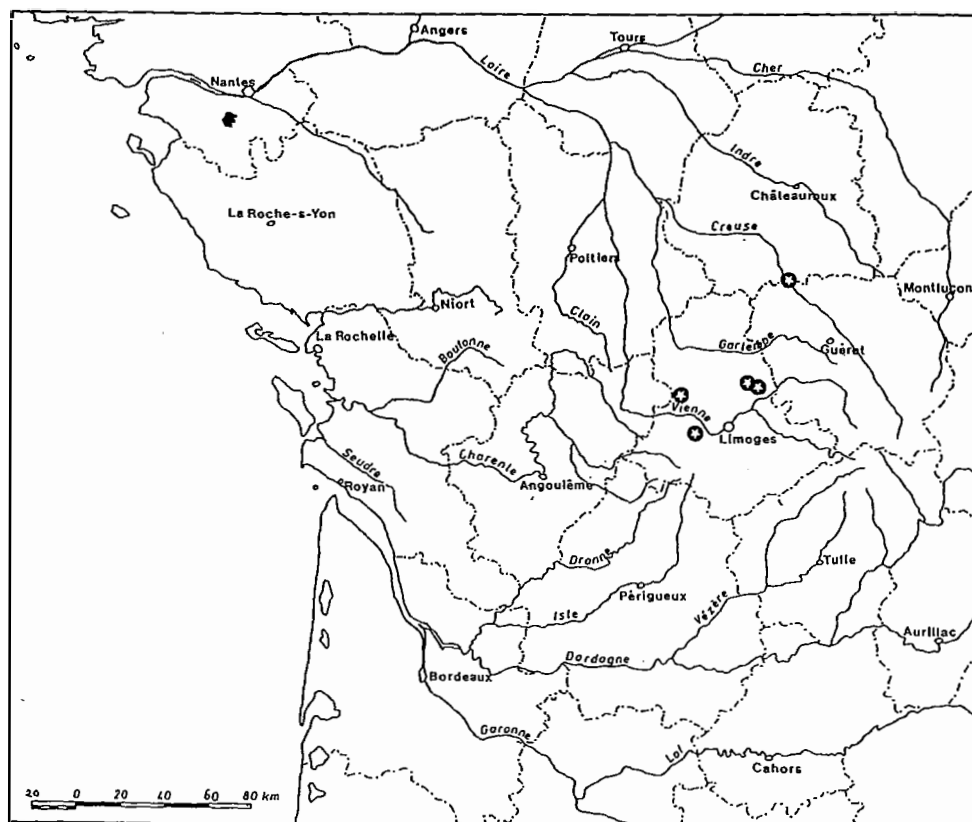 Angers
Tours
Loire
Cher
Nantes
Indre
Châteauroux
La Roche-s-Yon
Creuse
Poitiers
Montluçon
Niort
Clain
La Rochelle
Boutonne
Gartempe
Guéret
Vienne
Limoges
Charente
Seudre
Angoulême
Royan
Dronne
Tulle
Périgueux
Isle
Vézère
Aurillac
Dordogne
Bordeaux
Garonne
Lot
Cahors
20 0 20 40 60 80 km